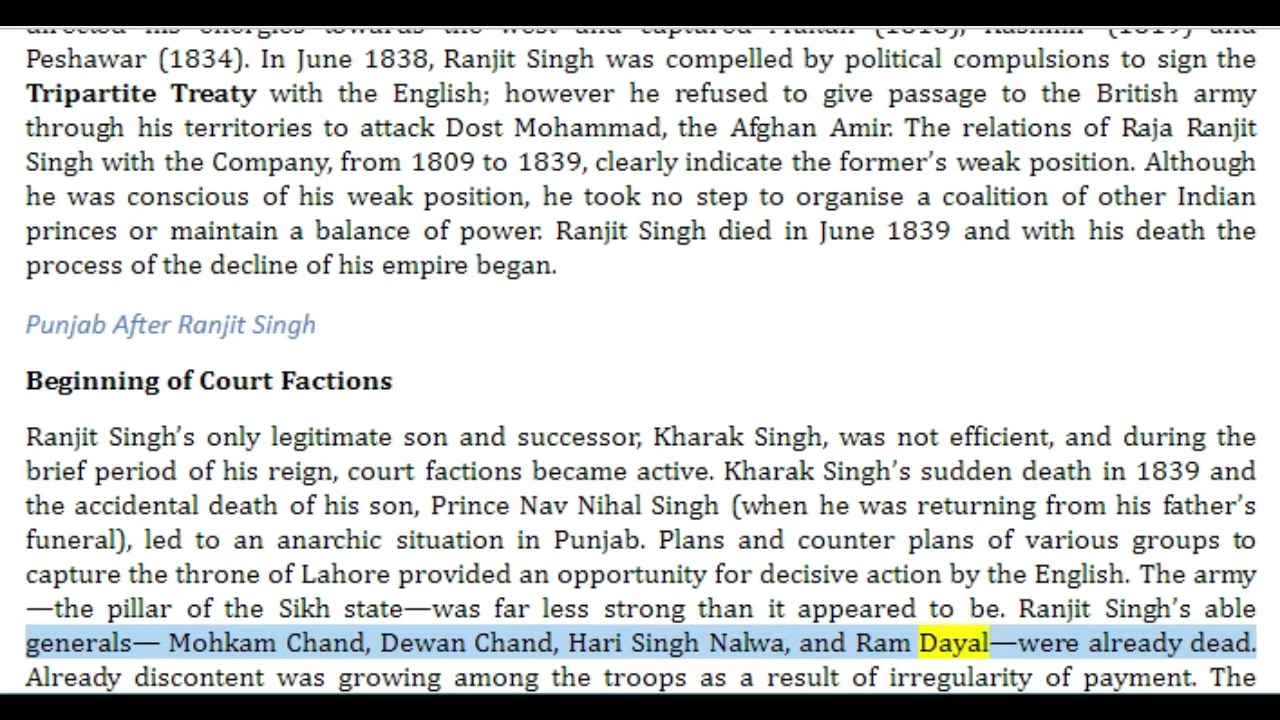 Peshawar (1834). In June 1838, Ranjit Singh was compelled by political compulsions to sign the
Tripartite Treaty with the English; however he refused to give passage to the British army
through his territories to attack Dost Mohammad, the Afghan Amir. The relations of Raja Ranjit
Singh with the Company, from 1809 to 1839, clearly indicate the former’s weak position. Although
he was conscious of his weak position, he took no step to organise a coalition of other Indian
princes or maintain a balance of power. Ranjit Singh died in June 1839 and with his death the
process of the decline of his empire began.
Punjab After Ranjit Singh
Beginning of Court Factions
Ranjit Singh’s only legitimate son and successor, Kharak Singh, was not efficient, and during the
brief period of his reign, court factions became active. Kharak Singh’s sudden death in 1839 and
the accidental death of his son, Prince Nav Nihal Singh (when he was returning from his father’s
funeral), led to an anarchic situation in Punjab. Plans and counter plans of various groups to
capture the throne of Lahore provided an opportunity for decisive action by the English. The army
—the pillar of the Sikh state—was far less strong than it appeared to be. Ranjit Singh’s able
generals— Mohkam Chand, Dewan Chand, Hari Singh Nalwa, and Ram Dayal—were already dead.
Already discontent was growing among the troops as a result of irregularity of payment. The